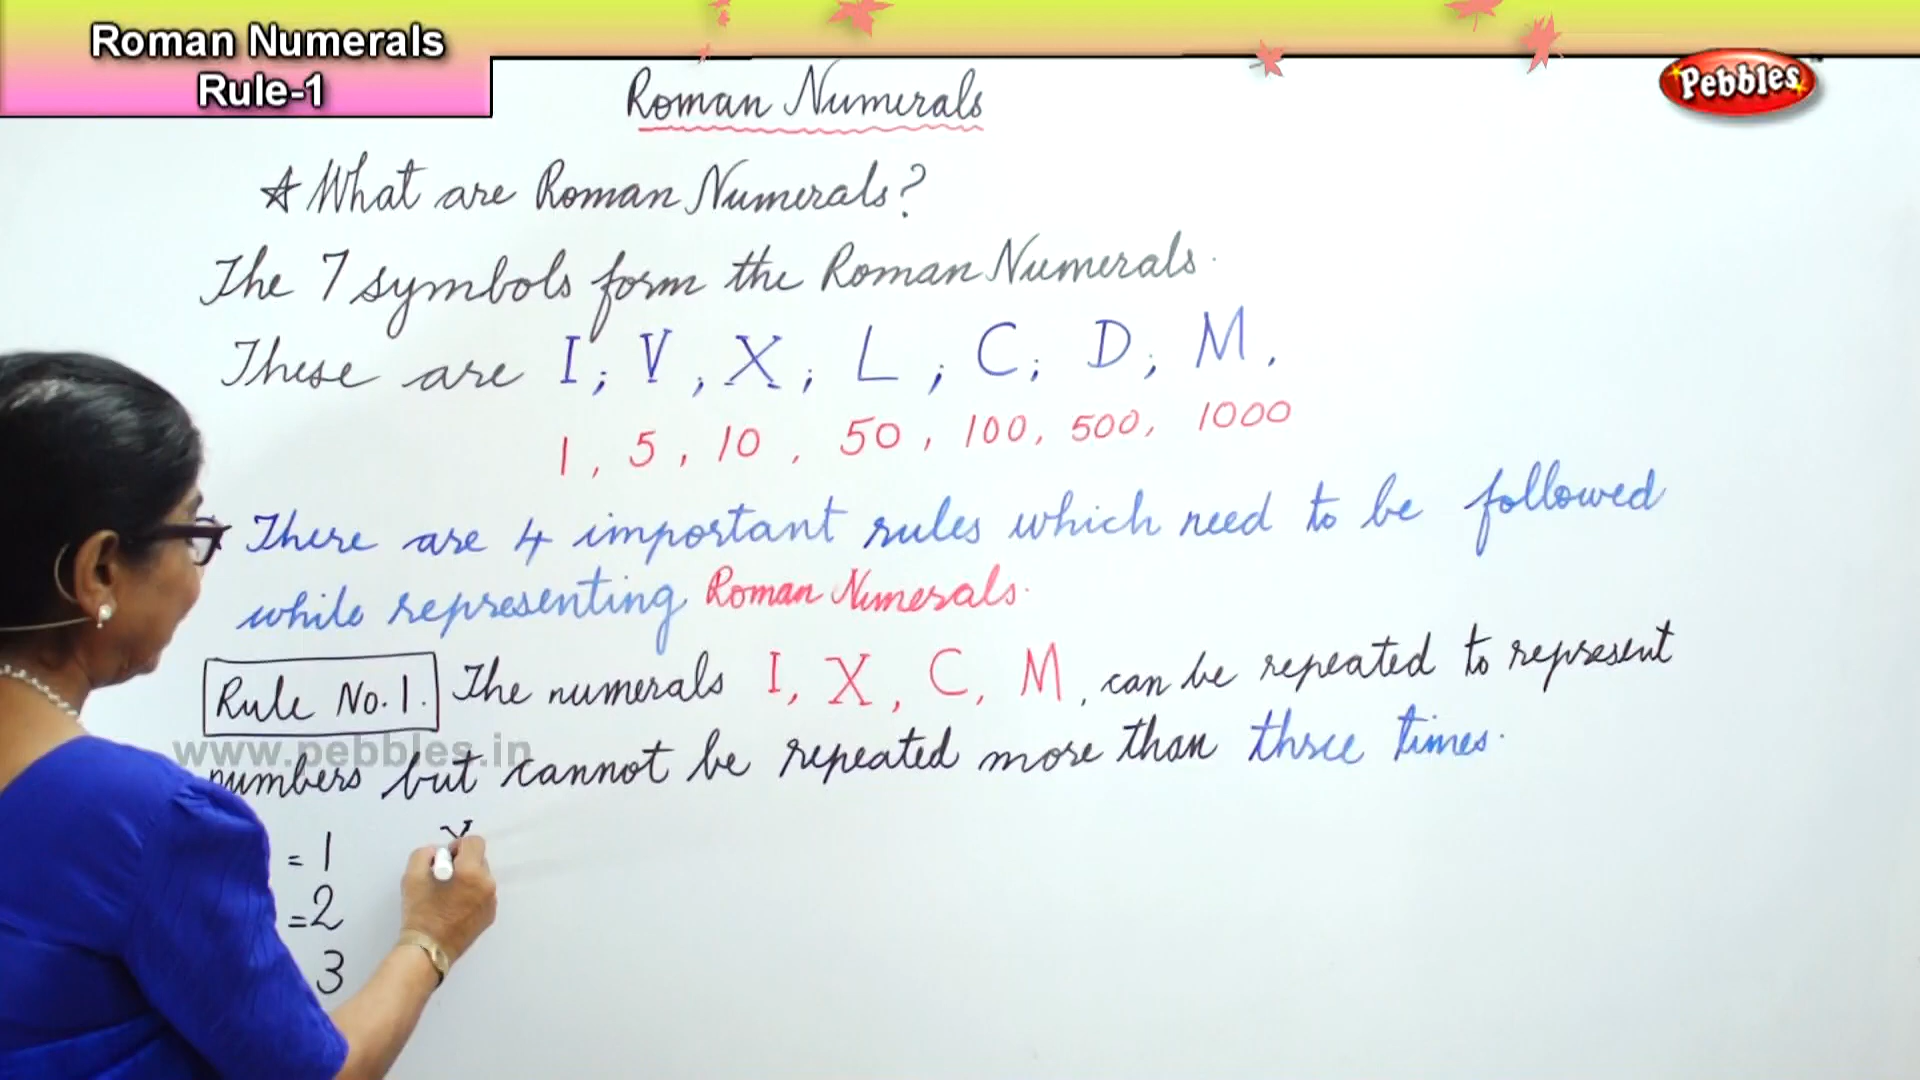 Roman Numerals
Rule-1
Pebbles
Roman Numerals
What are Roman Numerals?
The 7 symbols form the Roman Numerals.
These are I, V, X, L, C, D, M.
1, 5, 10, 50, 100, 500, 1000
There are 4 important rules which need to be followed
while representing Roman Numerals.
Rule No. 1. The numerals I, X, C, M, can be repeated to represent
www.pebbles.in
numbers but cannot be repeated more than three times.
= 1
= 2
3